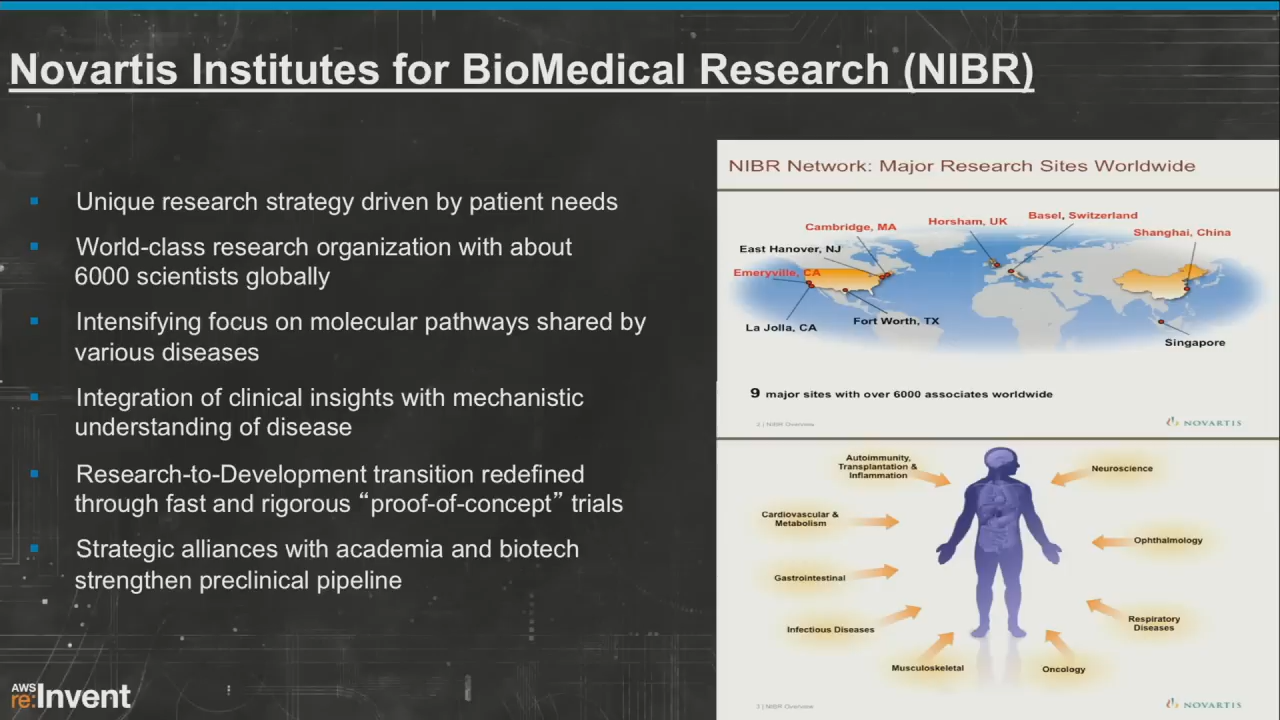 Novartis Institutes for BioMedical Research (NIBR)
Unique research strategy driven by patient needs
World-class research organization with about
6000 scientists globally
Intensifying focus on molecular pathways shared by
various diseases
Integration of clinical insights with mechanistic
understanding of disease
Research-to-Development transition redefined
through fast and rigorous “proof-of-concept” trials
Strategic alliances with academia and biotech
strengthen preclinical pipeline
AWS
re:Invent
NIBR Network: Major Research Sites Worldwide
Basel, Switzerland
Horsham, UK
Cambridge, MA
Shanghai, China
East Hanover, NJ
Emeryville, CA
Fort Worth, TX
La Jolla, CA
Singapore
9 major sites with over 6000 associates worldwide
2 | NIBR Overview
NOVARTIS
Autoimmunity,
Transplantation &
Inflammation
Neuroscience
Cardiovascular &
Metabolism
Ophthalmology
Gastrointestinal
Infectious Diseases
Respiratory
Diseases
Musculoskeletal
Oncology
3 | NIBR Overview
NOVARTIS